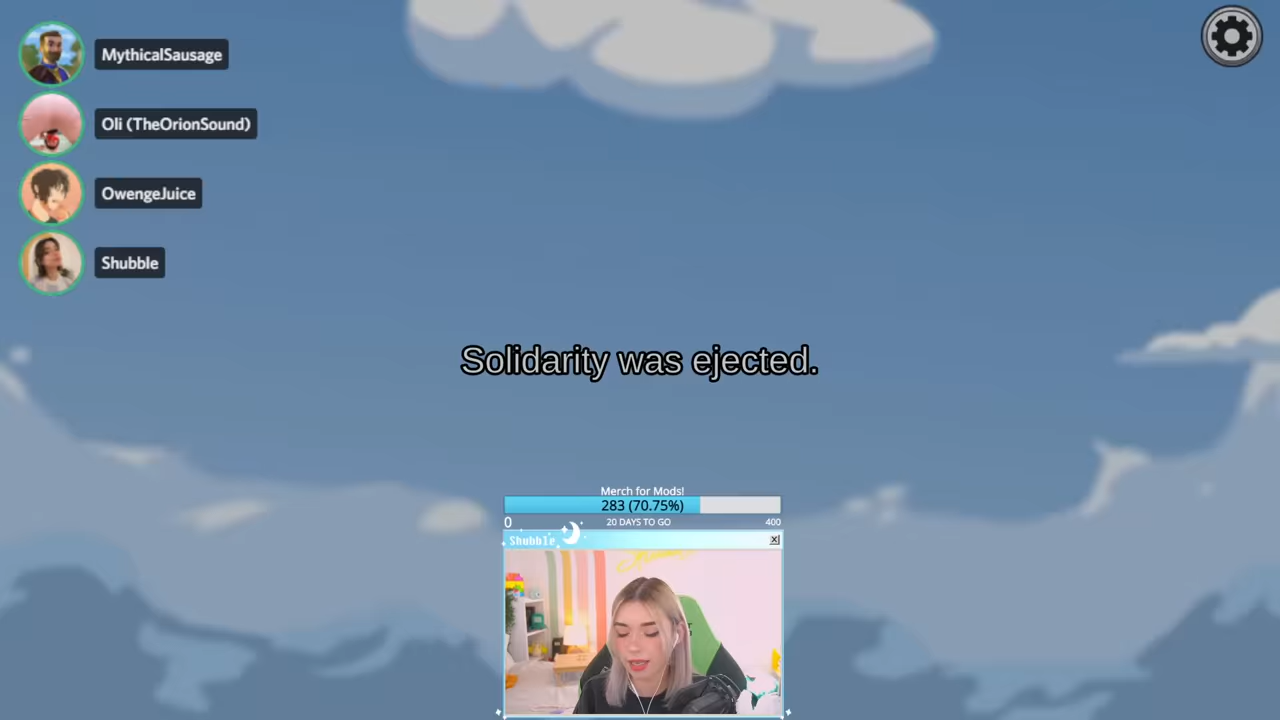 MythicalSausage
Oli (TheOrionSound)
OwengeJuice
Shubble
Solidarity was ejected.
Merch for Mods!
283 (70.75%)
0 20 DAYS TO GO 400
Shubble